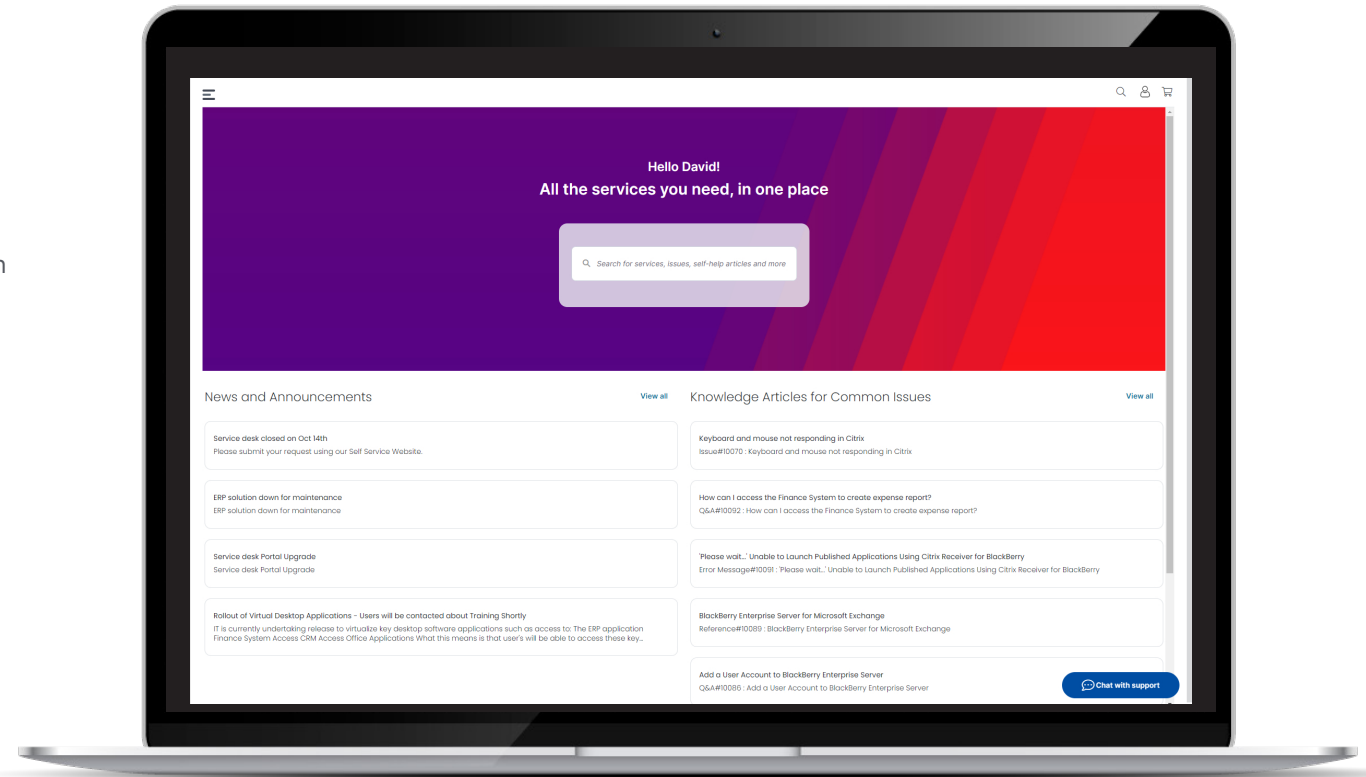 n
Hello David!
All the services you need, in one place
Search for services, issues, self-help articles and more
News and Announcements
View all
Service desk closed on Oct 14th
Please submit your request using our Self Service Website.
ERP solution down for maintenance
ERP solution down for maintenance
Service desk Portal Upgrade
Service desk Portal Upgrade
Rollout of Virtual Desktop Applications - Users will be contacted about Training Shortly
IT is currently undertaking release to virtualize key desktop software applications such as access to: The ERP application
Finance System Access CRM Access Office Applications What this means is that user's will be able to access these key...
Knowledge Articles for Common Issues
View all
Keyboard and mouse not responding in Citrix
Issue#10070 : Keyboard and mouse not responding in Citrix
How can I access the Finance System to create expense report?
Q&A#10092 : How can I access the Finance System to create expense report?
'Please wait...' Unable to Launch Published Applications Using Citrix Receiver for BlackBerry
Error Message#10091 : 'Please wait...' Unable to Launch Published Applications Using Citrix Receiver for BlackBerry
BlackBerry Enterprise Server for Microsoft Exchange
Reference#10089 : BlackBerry Enterprise Server for Microsoft Exchange
Add a User Account to BlackBerry Enterprise Server
Q&A#10086 : Add a User Account to BlackBerry Enterprise Server
Chat with support